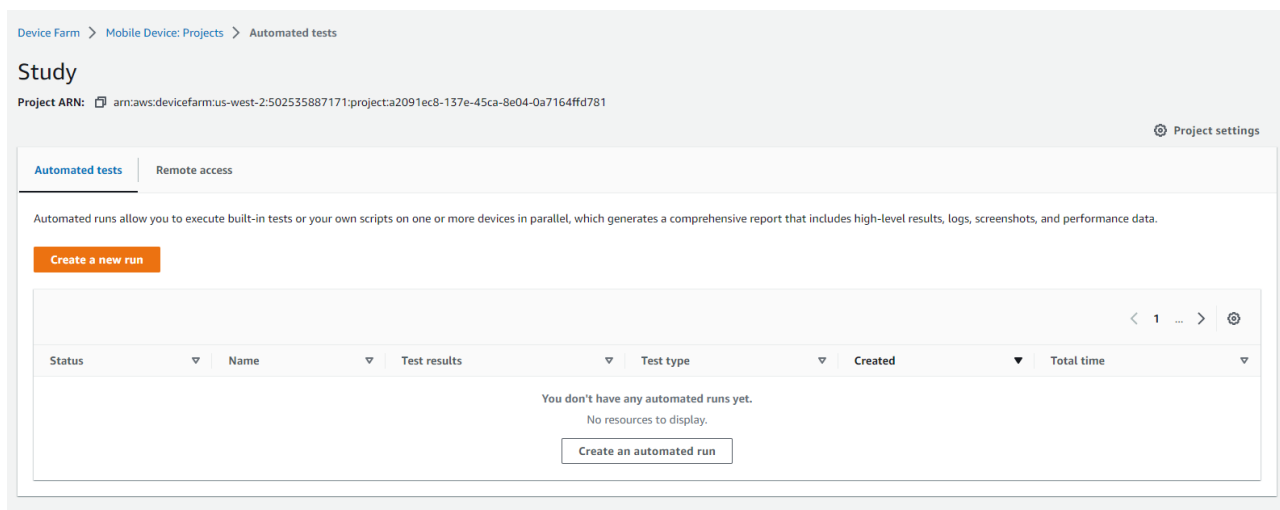 Device Farm > Mobile Device: Projects > Automated tests
Study
Project ARN: arn:aws:devicefarm:us-west-2:502535887171:project:a2091ec8-137e-45ca-8e04-0a7164ffd781
Project settings
Automated tests Remote access
Automated runs allow you to execute built-in tests or your own scripts on one or more devices in parallel, which generates a comprehensive report that includes high-level results, logs, screenshots, and performance data.
Create a new run
< 1 ... >
Status Name Test results Test type Created Total time
You don't have any automated runs yet.
No resources to display.
Create an automated run